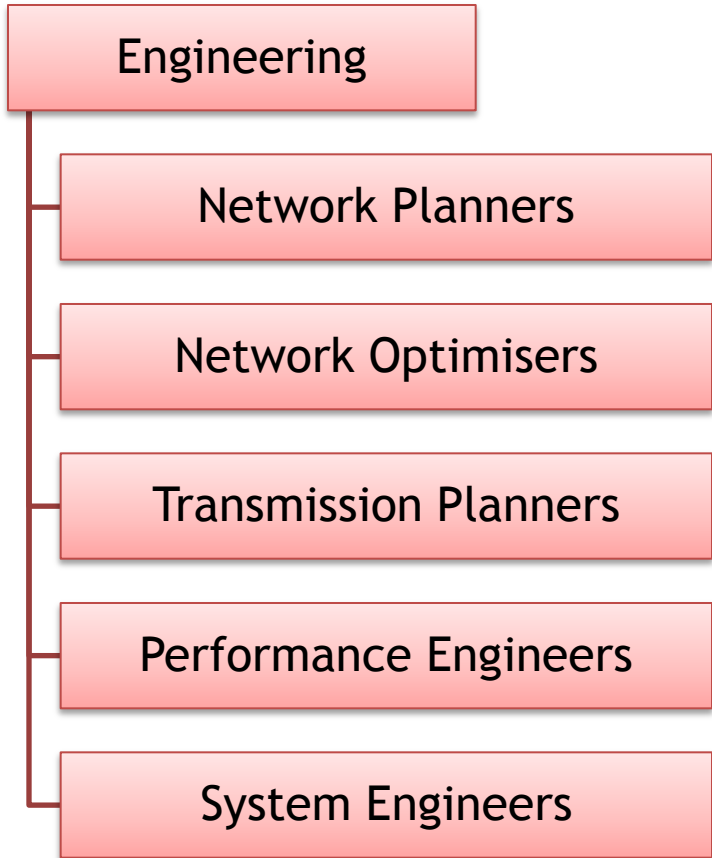 Engineering
Network Planners
Network Optimisers
Transmission Planners
Performance Engineers
System Engineers